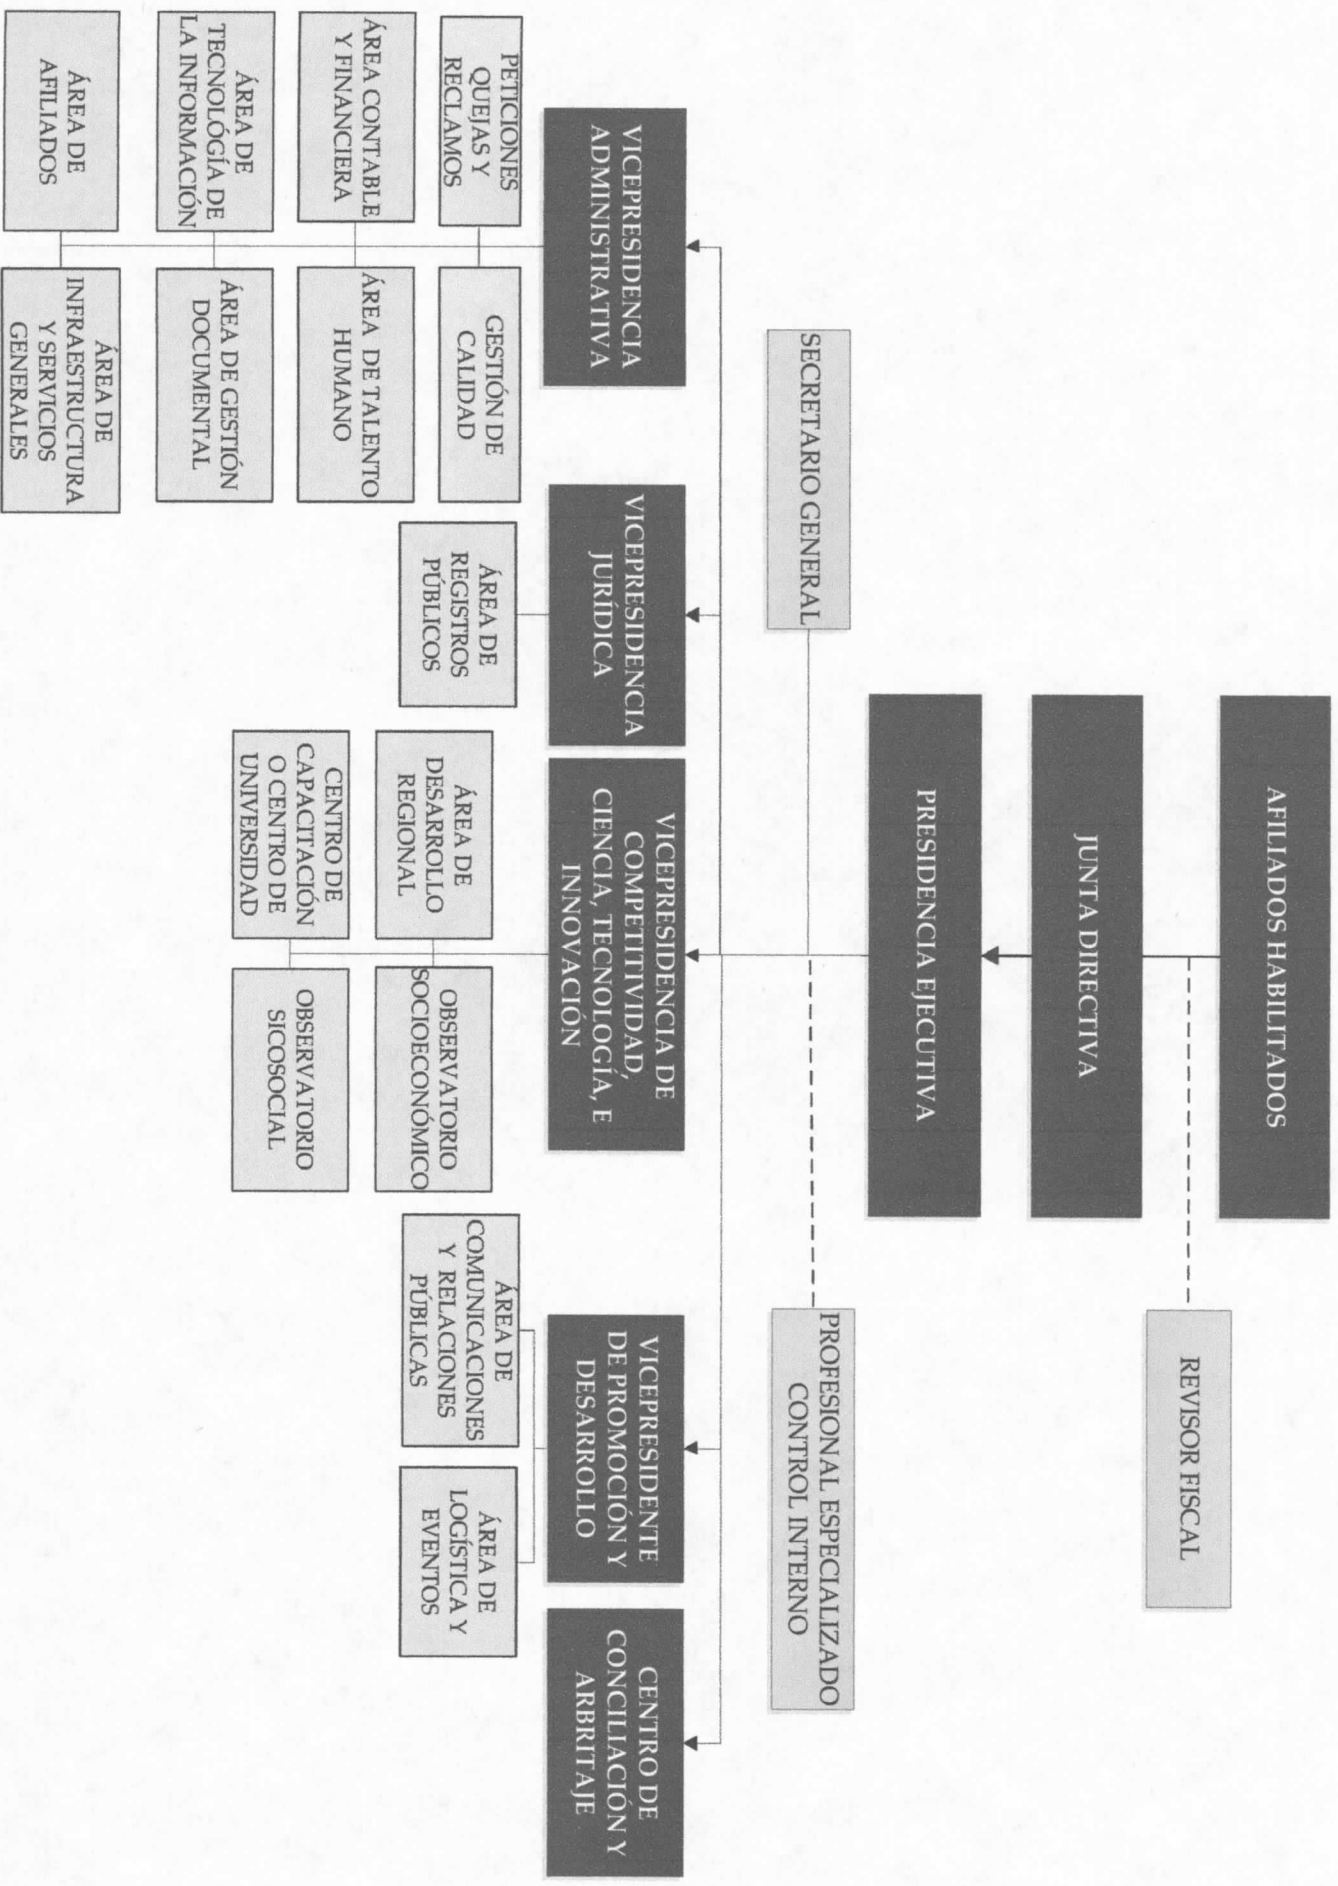 AFILIADOS HABILITADOS
REVISOR FISCAL
JUNTA DIRECTIVA
PRESIDENCIA EJECUTIVA
SECRETARIO GENERAL
PROFESIONAL ESPECIALIZADO
CONTROL INTERNO
VICEPRESIDENCIA
ADMINISTRATIVA
VICEPRESIDENCIA
JURÍDICA
VICEPRESIDENCIA DE
COMPETITIVIDAD,
CIENCIA, TECNOLOGÍA, E
INNOVACIÓN
VICEPRESIDENTE
DE PROMOCIÓN Y
DESARROLLO
CENTRO DE
CONCILIACIÓN Y
ARBRITAJE
PETICIONES
QUEJAS Y
RECLAMOS
GESTIÓN DE
CALIDAD
ÁREA CONTABLE
Y FINANCIERA
ÁREA DE TALENTO
HUMANO
ÁREA DE
TECNOLÓGÍA DE
LA INFORMACIÓN
ÁREA DE GESTIÓN
DOCUMENTAL
ÁREA DE
AFILIADOS
ÁREA DE
INFRAESTRUCTURA
Y SERVICIOS
GENERALES
ÁREA DE
REGISTROS
PÚBLICOS
ÁREA DE
DESARROLLO
REGIONAL
OBSERVATORIO
SOCIOECONÓMICO
CENTRO DE
CAPACITACIÓN
O CENTRO DE
UNIVERSIDAD
OBSERVATORIO
SICOSOCIAL
ÁREA DE
COMUNICACIONES
Y RELACIONES
PÚBLICAS
ÁREA DE
LOGÍSTICA Y
EVENTOS